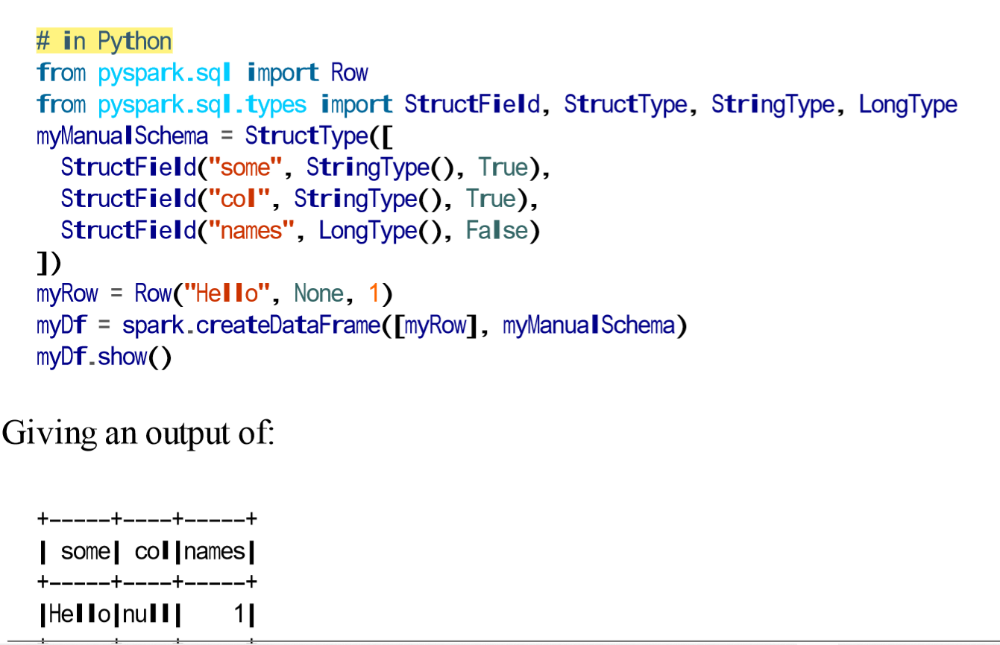 # in Python
from pyspark.sql import Row
from pyspark.sql.types import StructField, StructType, StringType, LongType
myManualSchema = StructType([
  StructField("some", StringType(), True),
  StructField("col", StringType(), True),
  StructField("names", LongType(), False)
])
myRow = Row("Hello", None, 1)
myDf = spark.createDataFrame([myRow], myManualSchema)
myDf.show()
Giving an output of:
+-----+----+-----+
| some| col|names|
+-----+----+-----+
|Hello|null|    1|